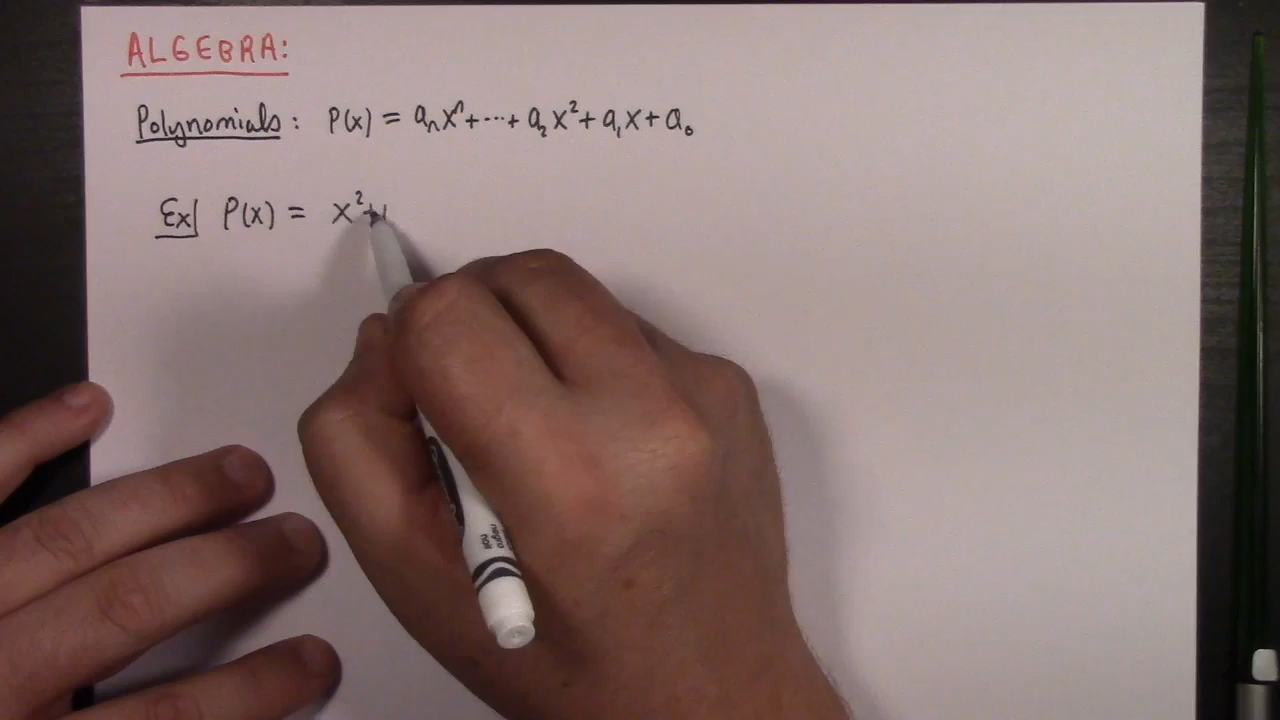 ALGEBRA:
Polynomials: P(x) = aₙxⁿ+⋯+ a₂x²+ a₁x+ a₀
Ex| P(x) = x²+